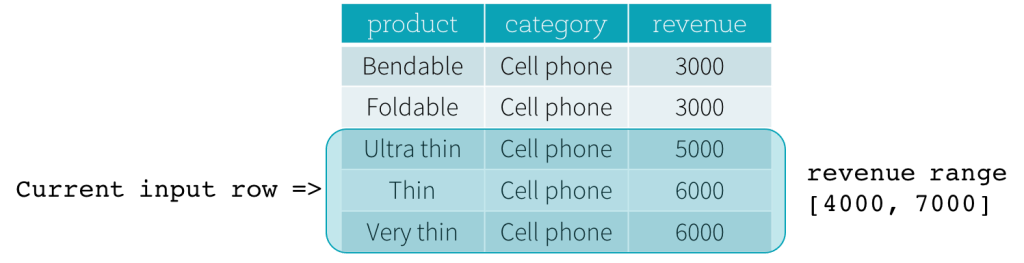 product category revenue
Bendable Cell phone 3000
Foldable Cell phone 3000
Ultra thin Cell phone 5000
Current input row => Thin Cell phone 6000
Very thin Cell phone 6000
revenue range
[4000, 7000]